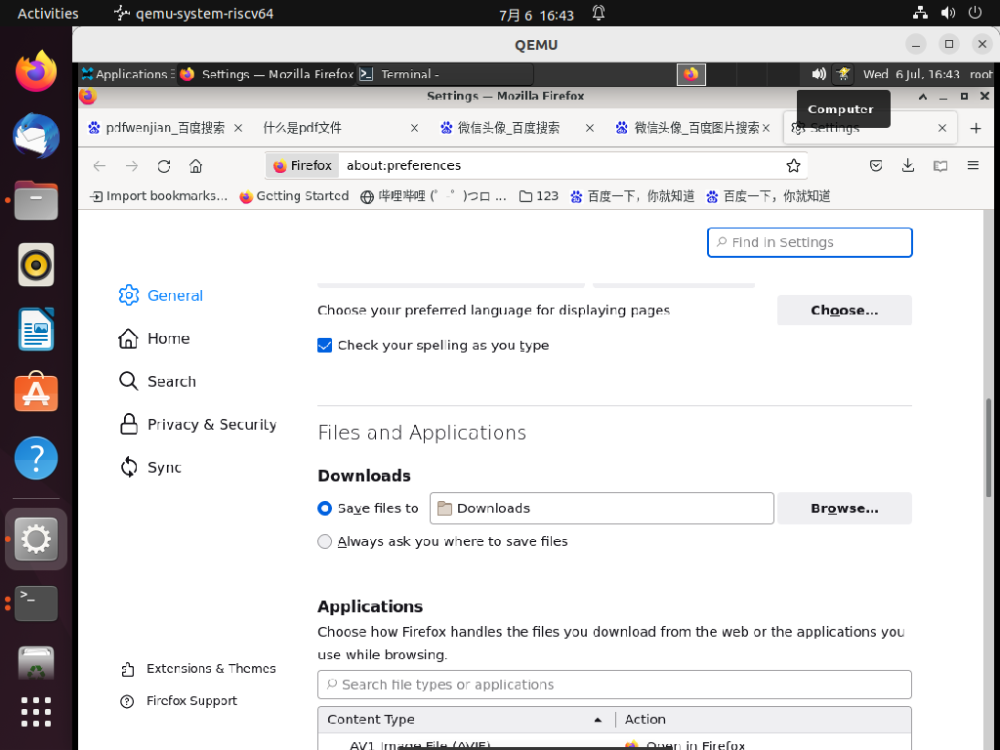 Activities
qemu-system-riscv64
7月 6 16:43
QEMU
Applications
Settings — Mozilla Firefox
Terminal -
Wed 6 Jul, 16:43
root
Settings — Mozilla Firefox
Computer
pdfwenjian_百度搜索
什么是pdf文件
微信头像_百度搜索
微信头像_百度图片搜索
Settings
Firefox
about:preferences
Import bookmarks...
Getting Started
哔哩哔哩 (゜-゜)つロ ...
123
百度一下，你就知道
百度一下，你就知道
Find in Settings
General
Home
Search
Privacy & Security
Sync
Extensions & Themes
Firefox Support
Choose your preferred language for displaying pages
Choose...
Check your spelling as you type
Files and Applications
Downloads
Save files to
Downloads
Browse...
Always ask you where to save files
Applications
Choose how Firefox handles the files you download from the web or the applications you
use while browsing.
Search file types or applications
Content Type
Action
AV1 Image File (AVIF)
Open in Firefox